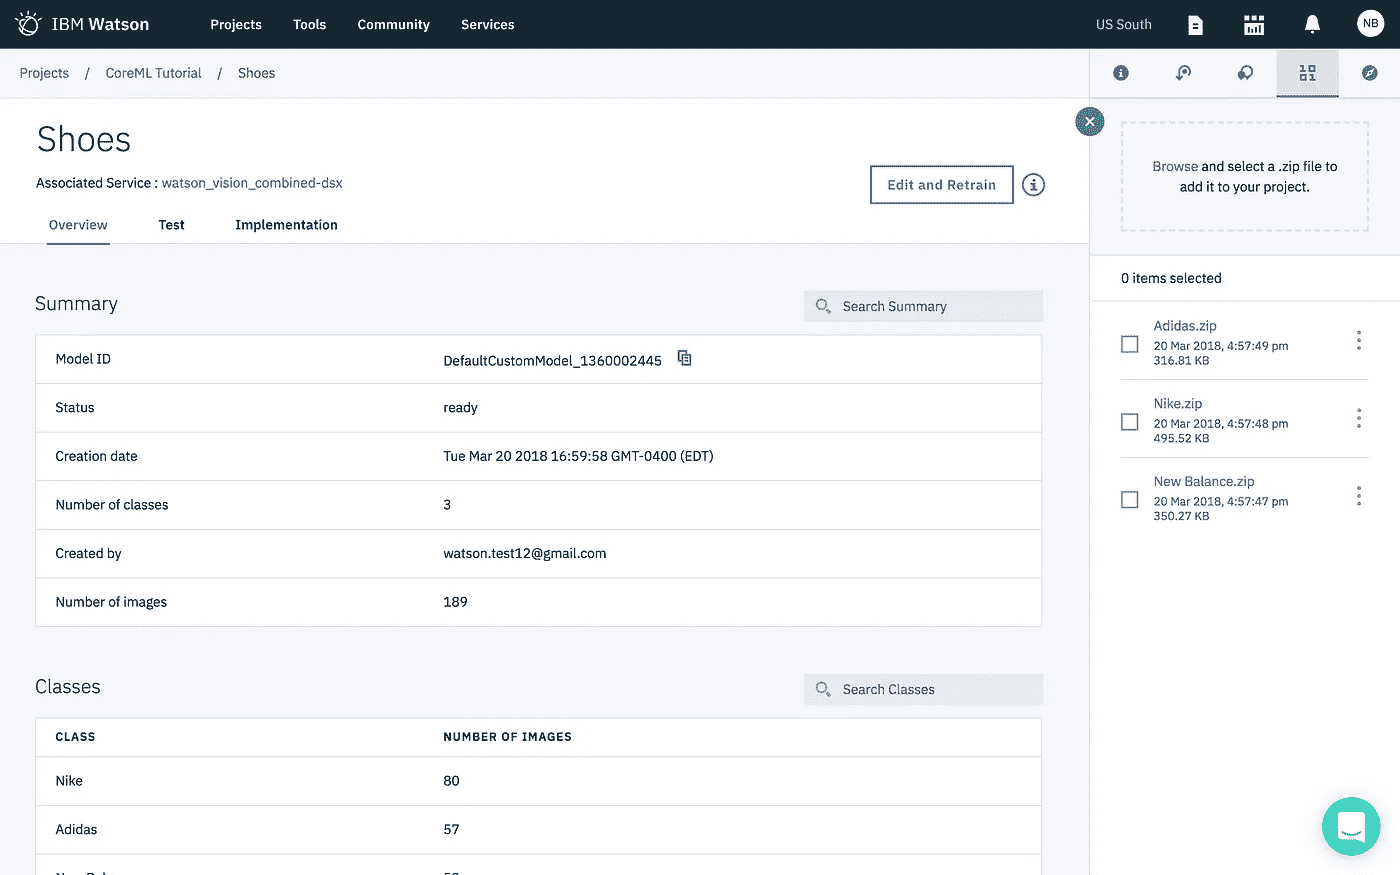 IBM Watson
Projects Tools Community Services
US South
NB
Projects / CoreML Tutorial / Shoes
Shoes
Associated Service : watson_vision_combined-dsx
Edit and Retrain
Overview Test Implementation
Summary
Search Summary
Model ID DefaultCustomModel_1360002445
Status ready
Creation date Tue Mar 20 2018 16:59:58 GMT-0400 (EDT)
Number of classes 3
Created by watson.test12@gmail.com
Number of images 189
Classes
Search Classes
CLASS NUMBER OF IMAGES
Nike 80
Adidas 57
Browse and select a .zip file to
add it to your project.
0 items selected
Adidas.zip
20 Mar 2018, 4:57:49 pm
316.81 KB
Nike.zip
20 Mar 2018, 4:57:48 pm
495.52 KB
New Balance.zip
20 Mar 2018, 4:57:47 pm
350.27 KB